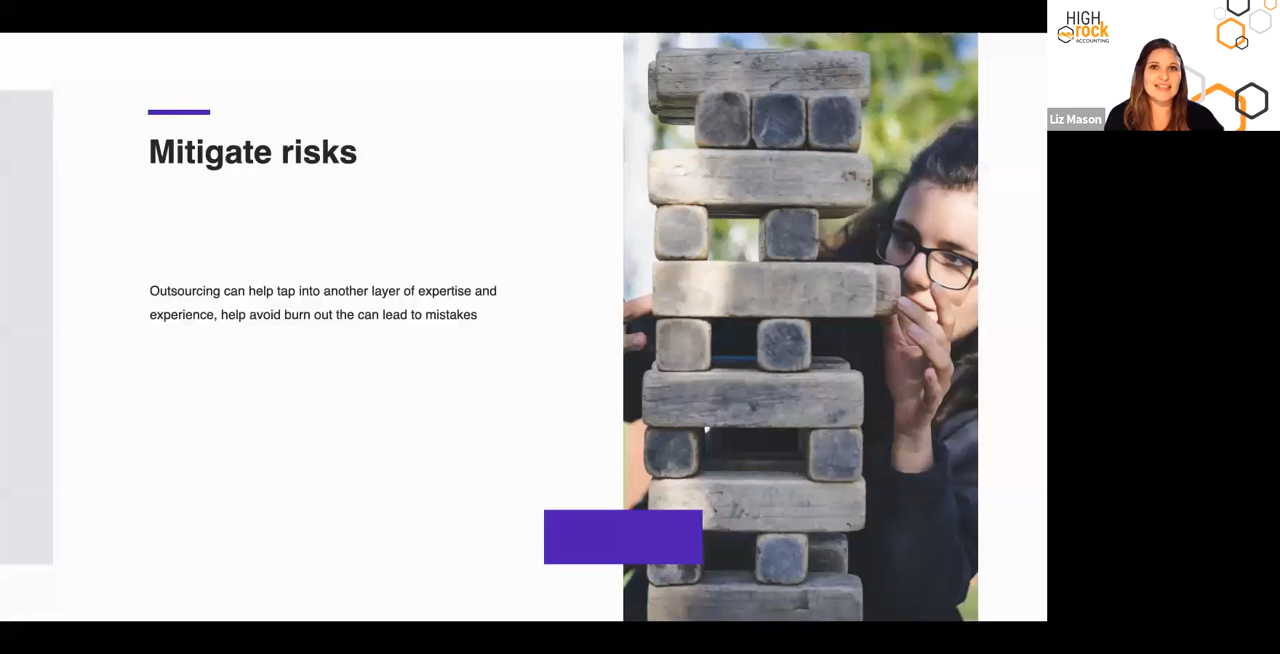 Mitigate risks
Outsourcing can help tap into another layer of expertise and
experience, help avoid burn out the can lead to mistakes
HIGH
rock
ACCOUNTING
Liz Mason